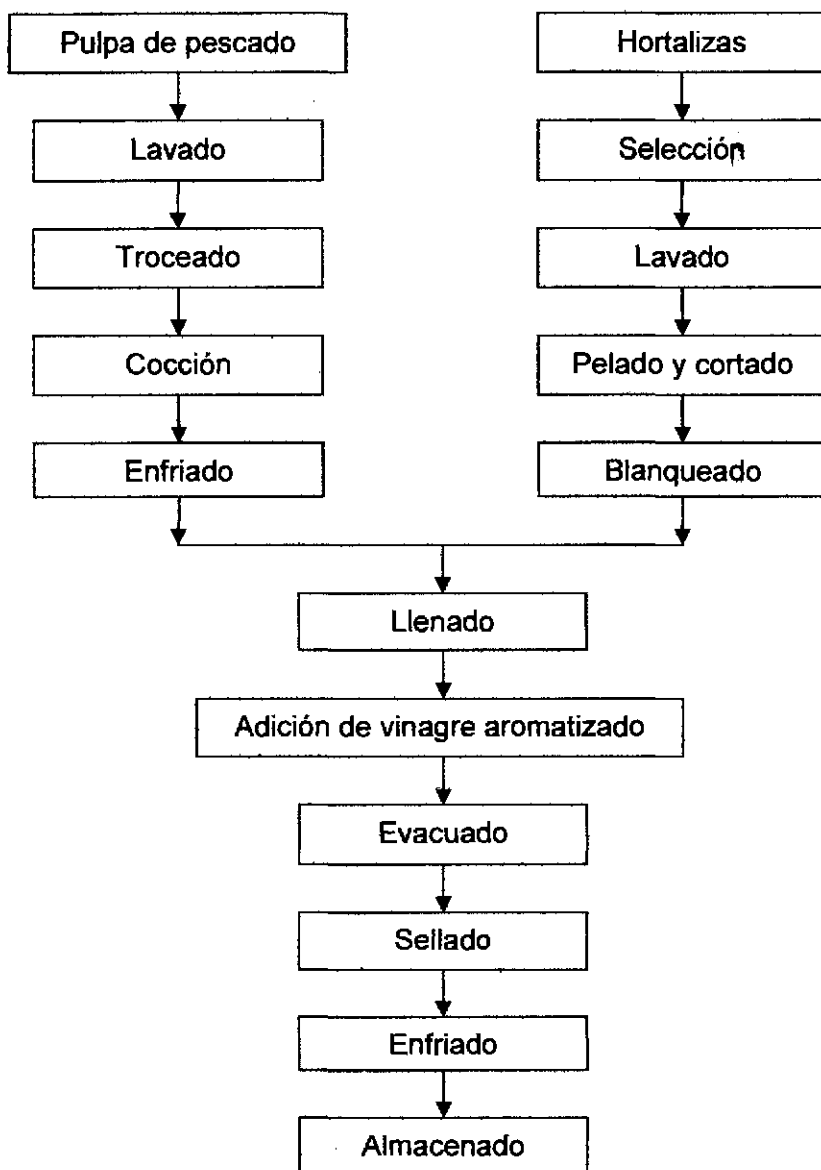 Pulpa de pescado
Lavado
Troceado
Cocción
Enfriado
Hortalizas
Selección
Lavado
Pelado y cortado
Blanqueado
Llenado
Adición de vinagre aromatizado
Evacuado
Sellado
Enfriado
Almacenado